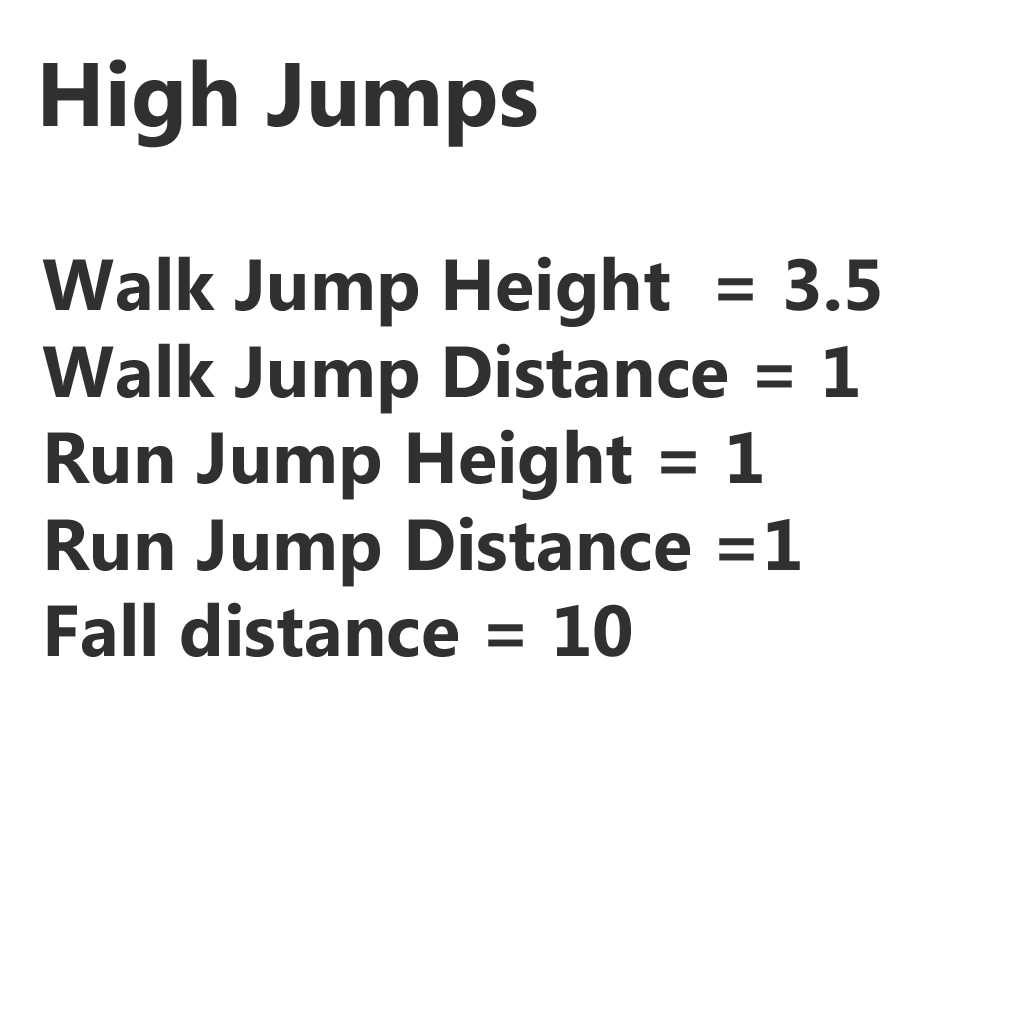 High Jumps
Walk Jump Height  = 3.5
Walk Jump Distance = 1
Run Jump Height = 1
Run Jump Distance =1
Fall distance = 10